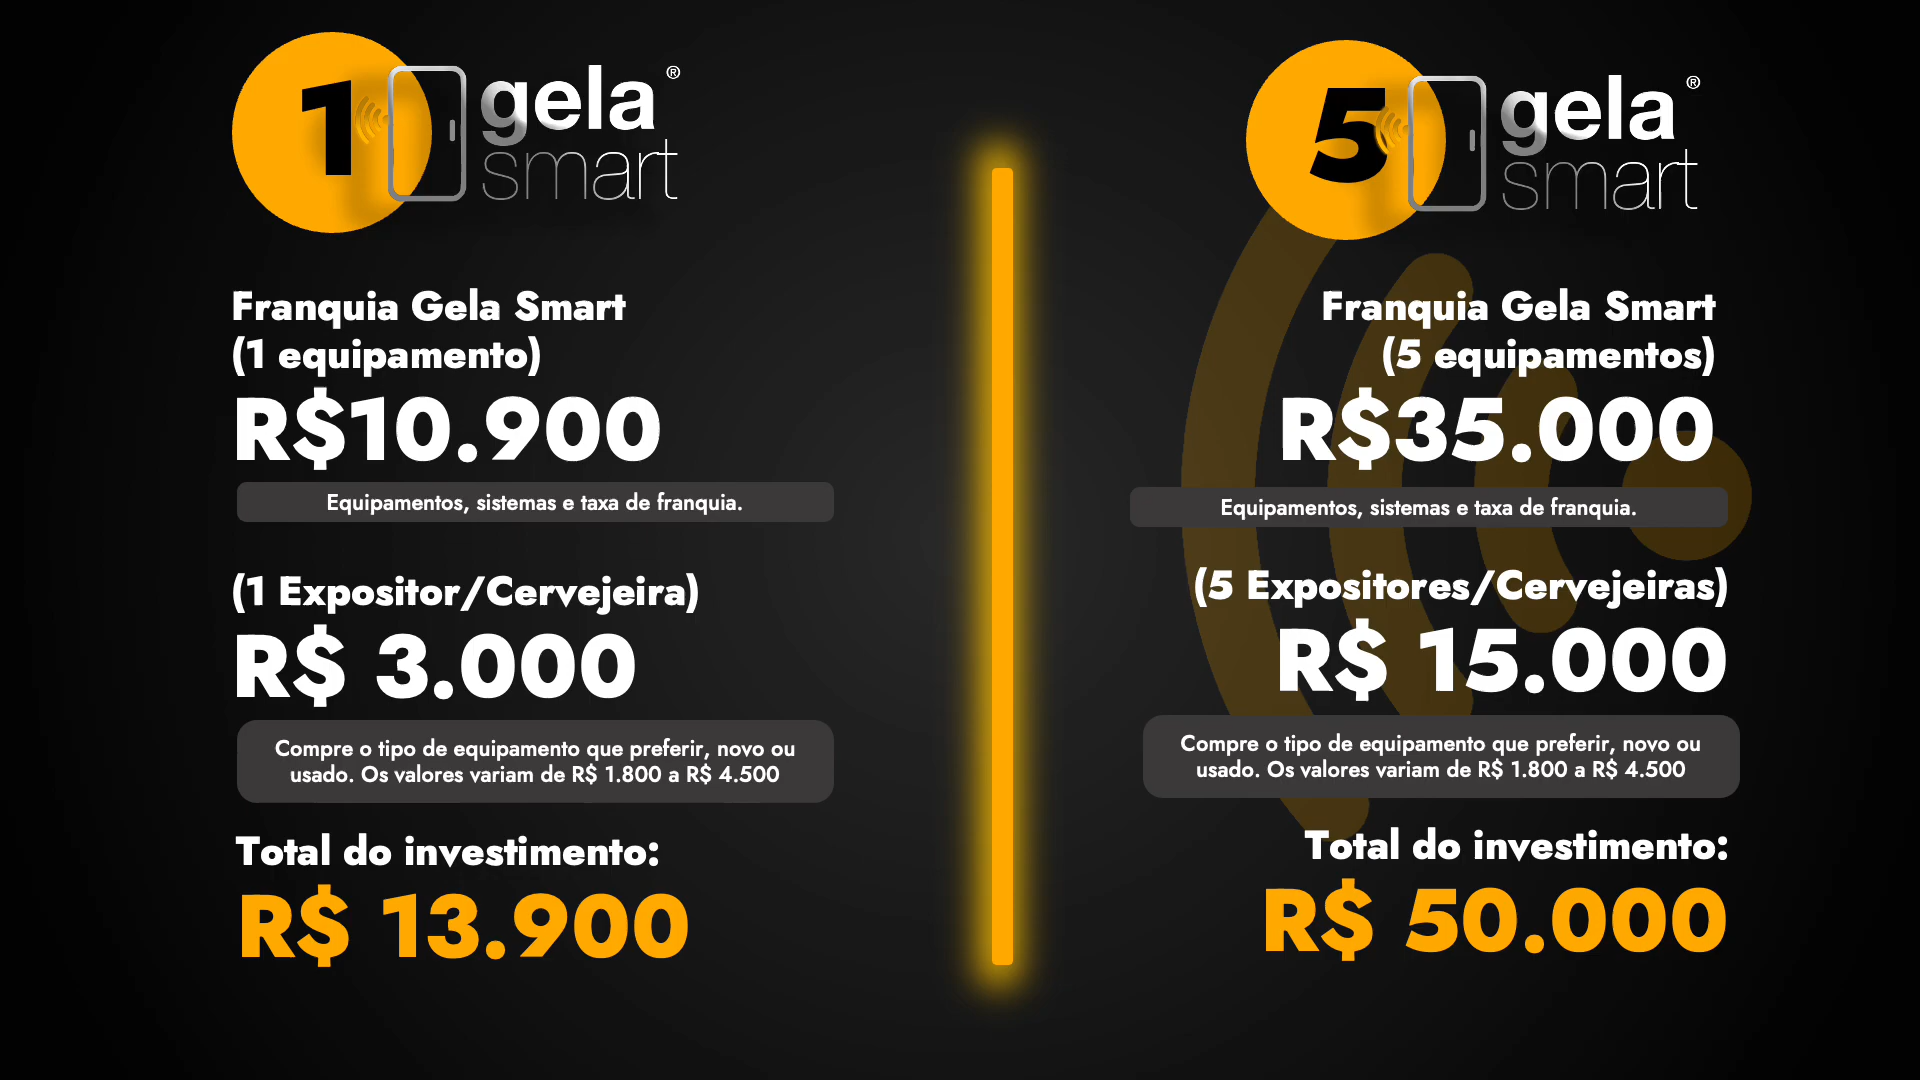 1
gela®
smart
Franquia Gela Smart
(1 equipamento)
R$10.900
Equipamentos, sistemas e taxa de franquia.
(1 Expositor/Cervejeira)
R$ 3.000
Compre o tipo de equipamento que preferir, novo ou
usado. Os valores variam de R$ 1.800 a R$ 4.500
Total do investimento:
R$ 13.900
5
gela®
smart
Franquia Gela Smart
(5 equipamentos)
R$35.000
Equipamentos, sistemas e taxa de franquia.
(5 Expositores/Cervejeiras)
R$ 15.000
Compre o tipo de equipamento que preferir, novo ou
usado. Os valores variam de R$ 1.800 a R$ 4.500
Total do investimento:
R$ 50.000